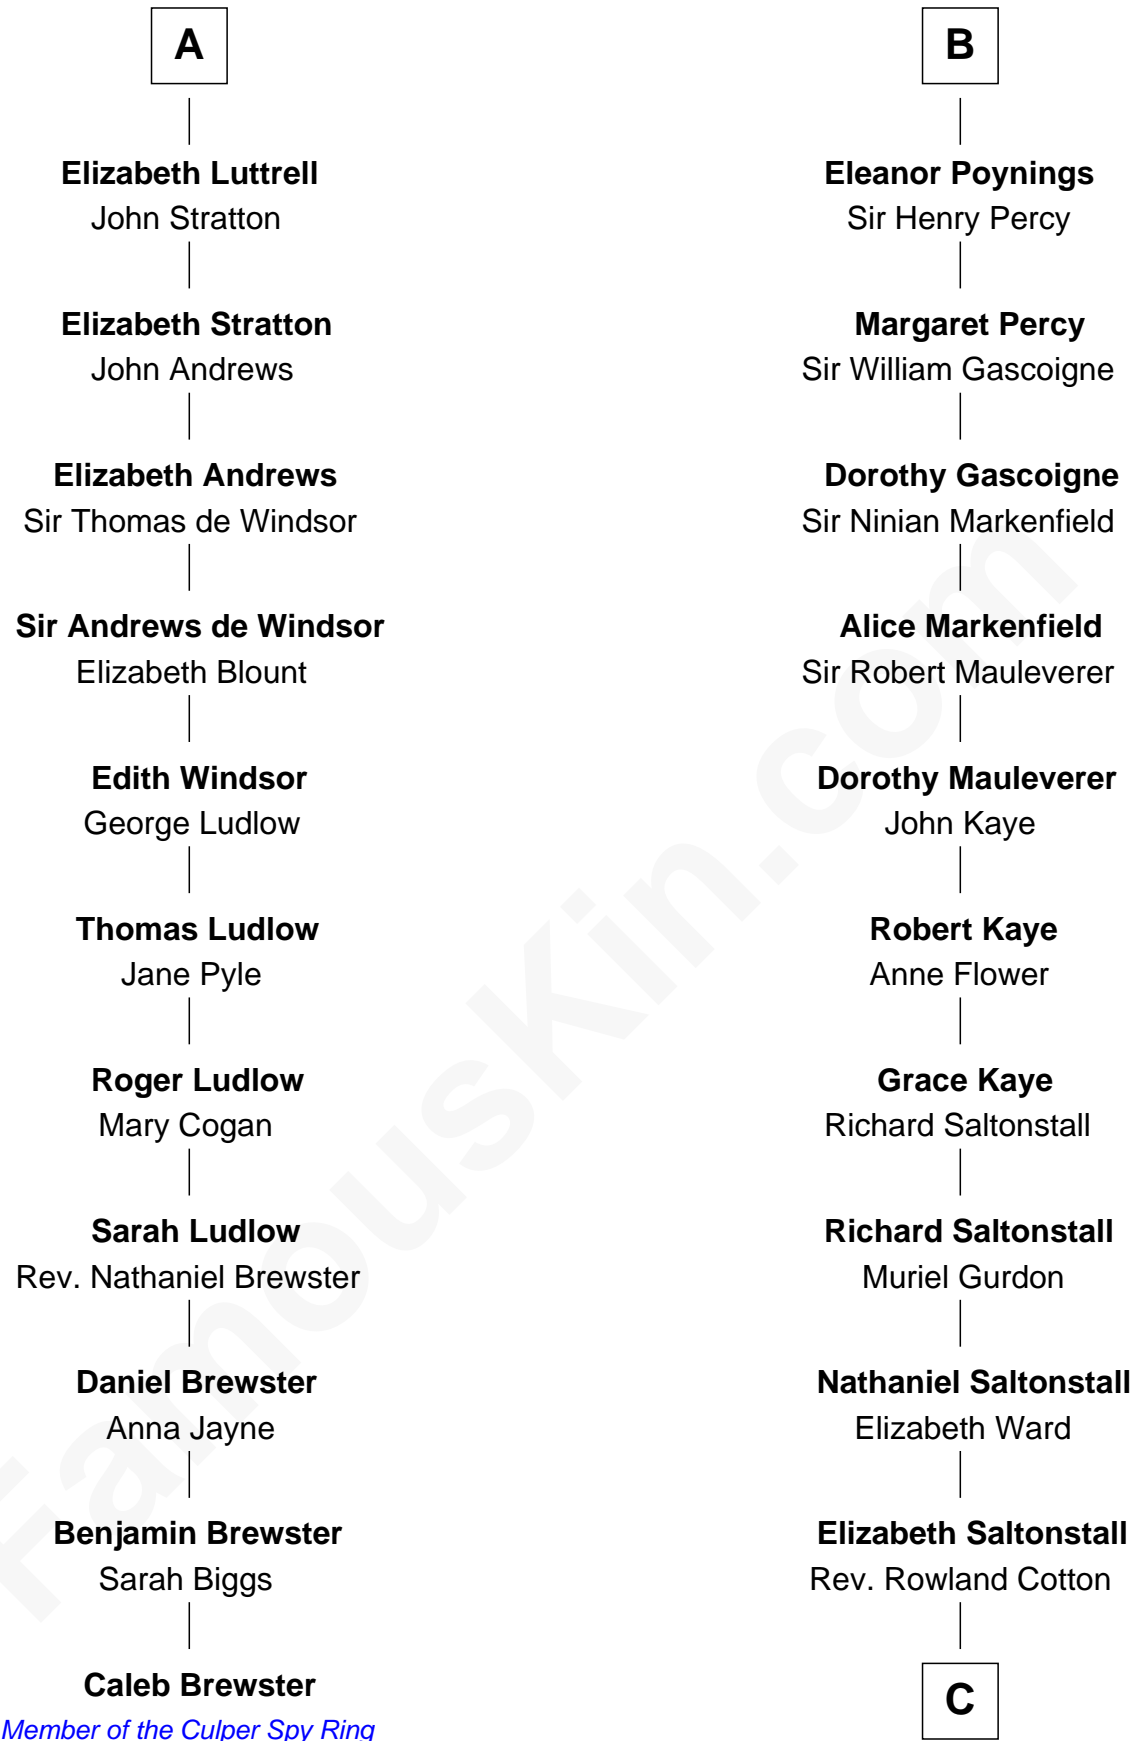 A
Elizabeth Luttrell
John Stratton
Elizabeth Stratton
John Andrews
Elizabeth Andrews
Sir Thomas de Windsor
Sir Andrews de Windsor
Elizabeth Blount
Edith Windsor
George Ludlow
Thomas Ludlow
Jane Pyle
Roger Ludlow
Mary Cogan
Sarah Ludlow
Rev. Nathaniel Brewster
Daniel Brewster
Anna Jayne
Benjamin Brewster
Sarah Biggs
Caleb Brewster
Member of the Culper Spy Ring
B
Eleanor Poynings
Sir Henry Percy
Margaret Percy
Sir William Gascoigne
Dorothy Gascoigne
Sir Ninian Markenfield
Alice Markenfield
Sir Robert Mauleverer
Dorothy Mauleverer
John Kaye
Robert Kaye
Anne Flower
Grace Kaye
Richard Saltonstall
Richard Saltonstall
Muriel Gurdon
Nathaniel Saltonstall
Elizabeth Ward
Elizabeth Saltonstall
Rev. Rowland Cotton
C
FamousKin.com